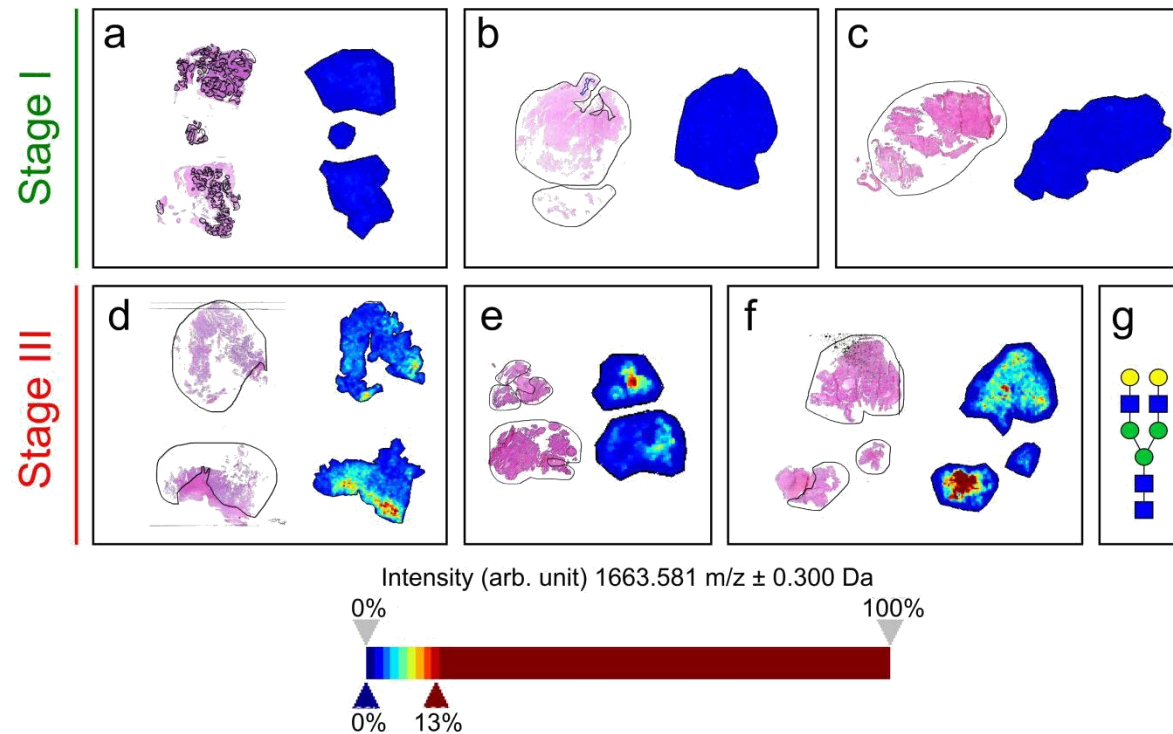 Stage I
a
b
c
Stage III
d
e
f
g
Intensity (arb. unit) 1663.581 m/z ± 0.300 Da
0%
100%
0%
13%